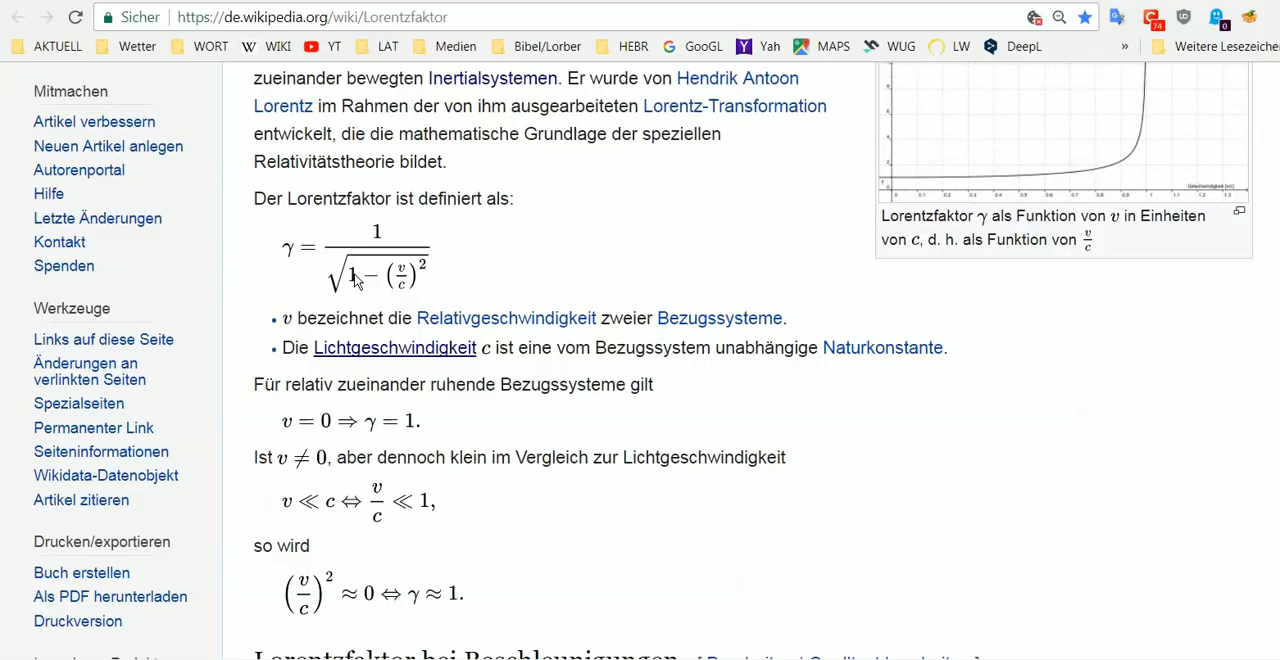 Sicher | https://de.wikipedia.org/wiki/Lorentzfaktor
AKTUELL Wetter WORT WIKI YT LAT Medien Bibel/Lorber HEBR GooGL Yah MAPS WUG LW DeepL » Weitere Lesezeiche
74 0
Mitmachen
Artikel verbessern
Neuen Artikel anlegen
Autorenportal
Hilfe
Letzte Änderungen
Kontakt
Spenden
Werkzeuge
Links auf diese Seite
Änderungen an
verlinkten Seiten
Spezialseiten
Permanenter Link
Seiteninformationen
Wikidata-Datenobjekt
Artikel zitieren
Drucken/exportieren
Buch erstellen
Als PDF herunterladen
Druckversion
zueinander bewegten Inertialsystemen. Er wurde von Hendrik Antoon
Lorentz im Rahmen der von ihm ausgearbeiteten Lorentz-Transformation
entwickelt, die die mathematische Grundlage der speziellen
Relativitätstheorie bildet.
Der Lorentzfaktor ist definiert als:
γ = 1 / √(1 − (v/c)²)
• v bezeichnet die Relativgeschwindigkeit zweier Bezugssysteme.
• Die Lichtgeschwindigkeit c ist eine vom Bezugssystem unabhängige Naturkonstante.
Für relativ zueinander ruhende Bezugssysteme gilt
v = 0 ⇒ γ = 1.
Ist v ≠ 0, aber dennoch klein im Vergleich zur Lichtgeschwindigkeit
v ≪ c ⇔ v/c ≪ 1,
so wird
(v/c)² ≈ 0 ⇔ γ ≈ 1.
Lorentzfaktor bei Beschleunigungen
Lorentzfaktor γ als Funktion von v in Einheiten
von c, d. h. als Funktion von v/c